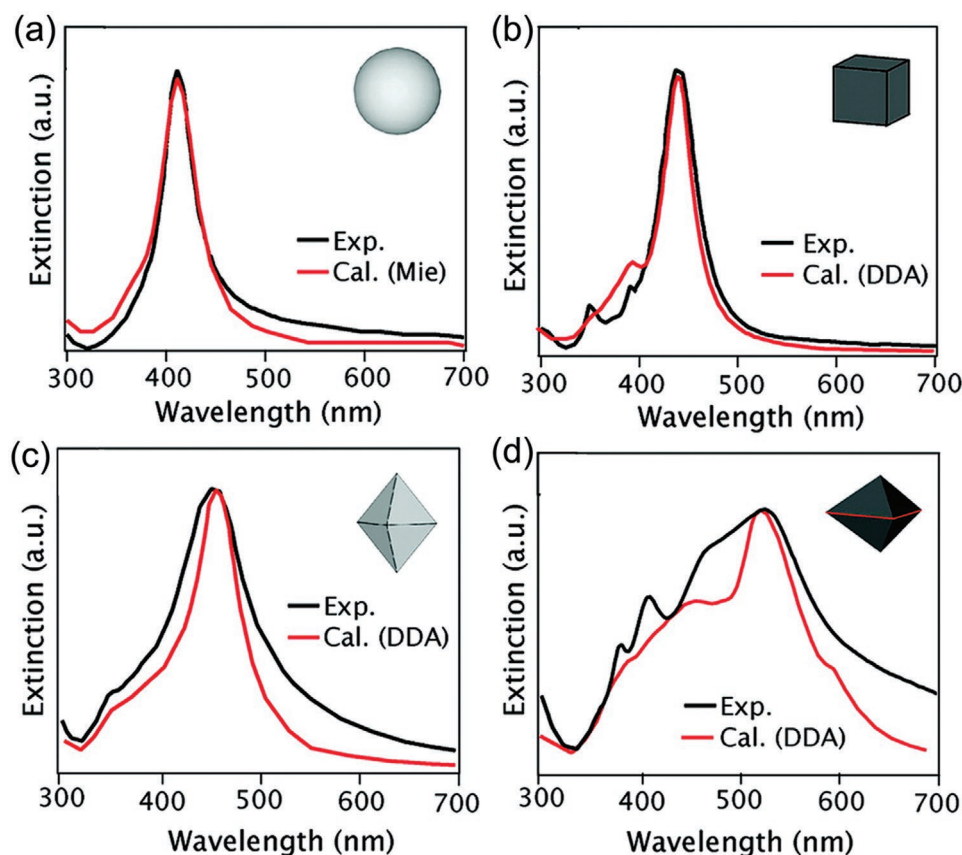 (a)
Extinction (a.u.)
Exp.
Cal. (Mie)
300 400 500 600 700
Wavelength (nm)
(b)
Extinction (a.u.)
Exp.
Cal. (DDA)
300 400 500 600 700
Wavelength (nm)
(c)
Extinction (a.u.)
Exp.
Cal. (DDA)
300 400 500 600 700
Wavelength (nm)
(d)
Extinction (a.u.)
Exp.
Cal. (DDA)
300 400 500 600 700
Wavelength (nm)